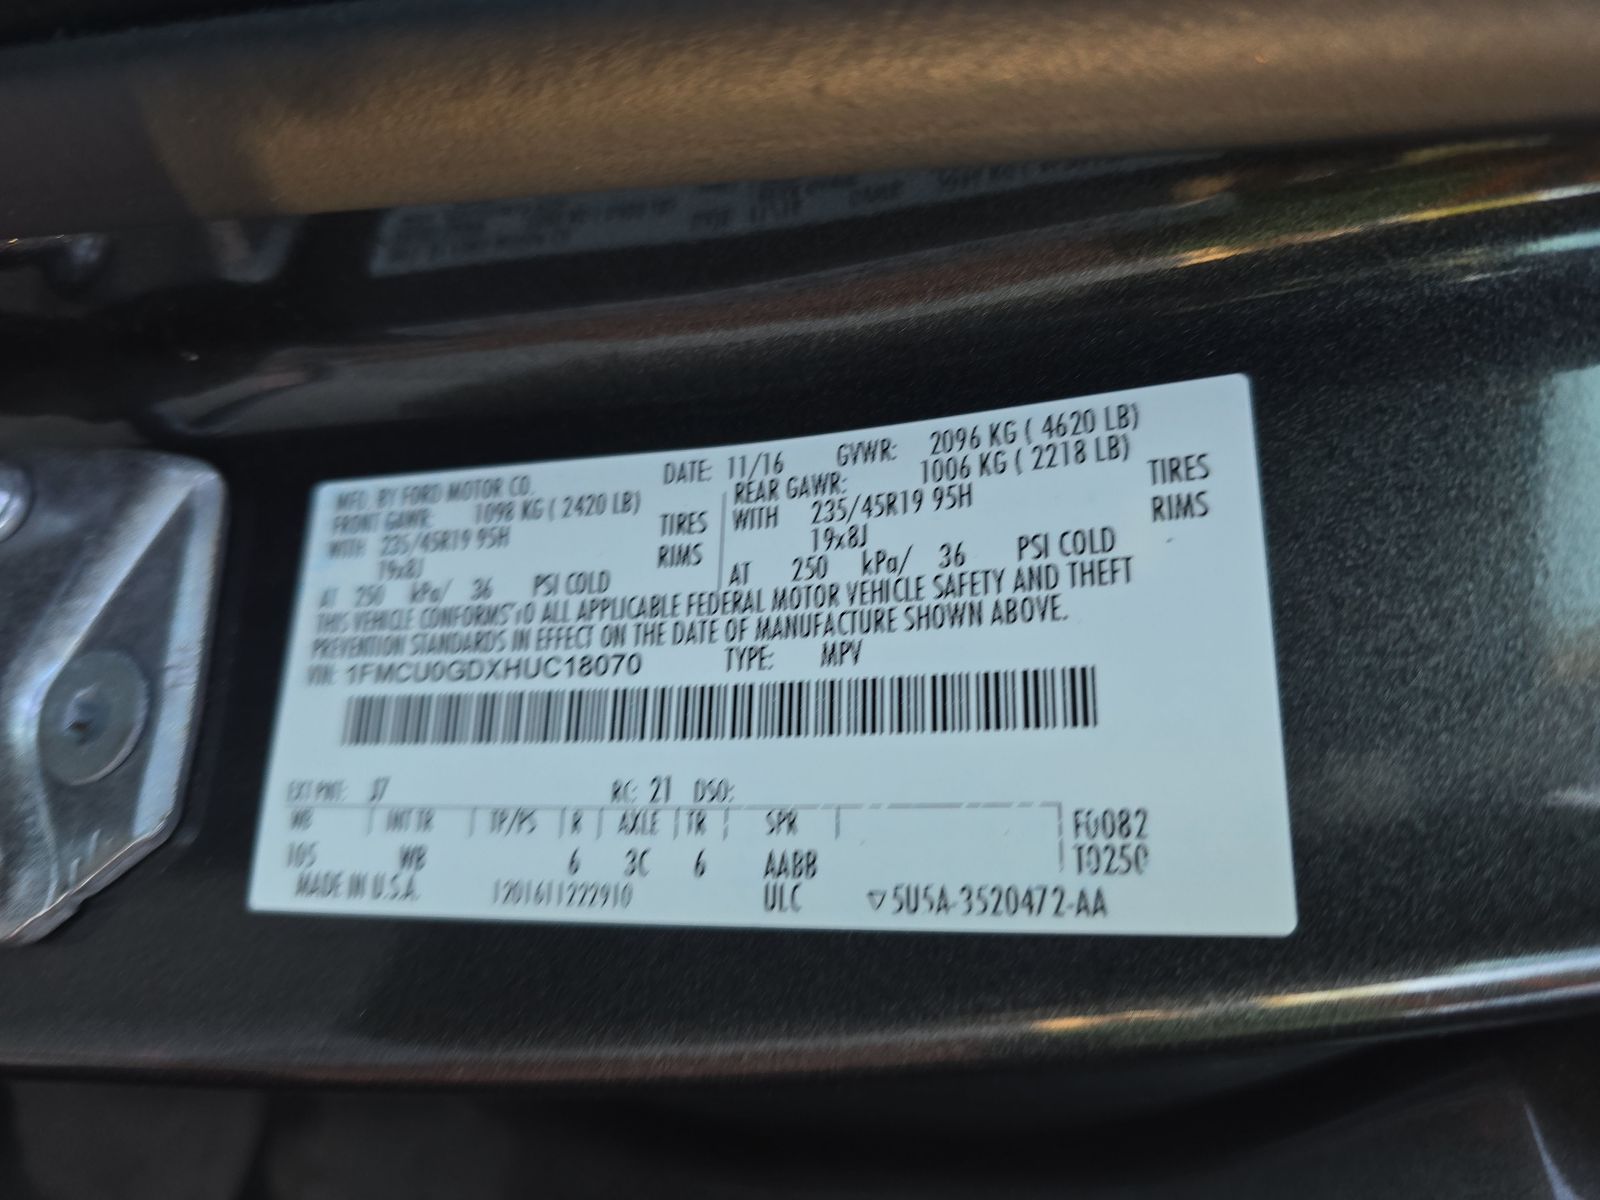 MFD. BY FORD MOTOR CO. DATE: 11/16 GVWR: 2096 KG ( 4620 LB)
FRONT GAWR: 1098 KG ( 2420 LB) REAR GAWR: 1006 KG ( 2218 LB)
WITH 235/45R19 95H TIRES WITH 235/45R19 95H TIRES
19x8J RIMS 19x8J RIMS
AT 250 kPa/ 36 PSI COLD AT 250 kPa/ 36 PSI COLD
THIS VEHICLE CONFORMS TO ALL APPLICABLE FEDERAL MOTOR VEHICLE SAFETY AND THEFT
PREVENTION STANDARDS IN EFFECT ON THE DATE OF MANUFACTURE SHOWN ABOVE.
VIN: 1FMCU0GDXHUC18070 TYPE: MPV
EXT PNT: J7 RC: 21 DSO:
WB INT TR TP/PS R AXLE TR SPR F0082
105 WB 6 3C 6 AABB T0250
MADE IN U.S.A. 1201611222910 ULC ▽5U5A-3520472-AA